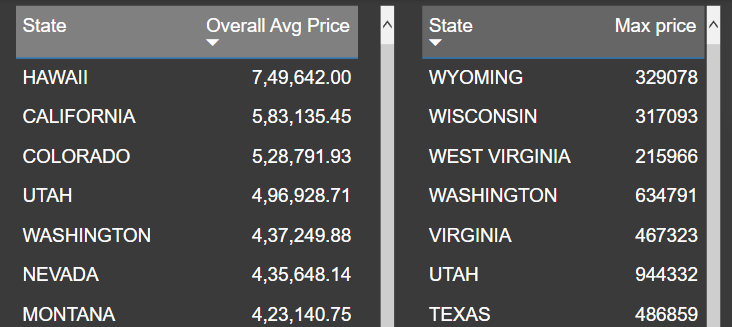 State Overall Avg Price
HAWAII 7,49,642.00
CALIFORNIA 5,83,135.45
COLORADO 5,28,791.93
UTAH 4,96,928.71
WASHINGTON 4,37,249.88
NEVADA 4,35,648.14
MONTANA 4,23,140.75
State Max price
WYOMING 329078
WISCONSIN 317093
WEST VIRGINIA 215966
WASHINGTON 634791
VIRGINIA 467323
UTAH 944332
TEXAS 486859